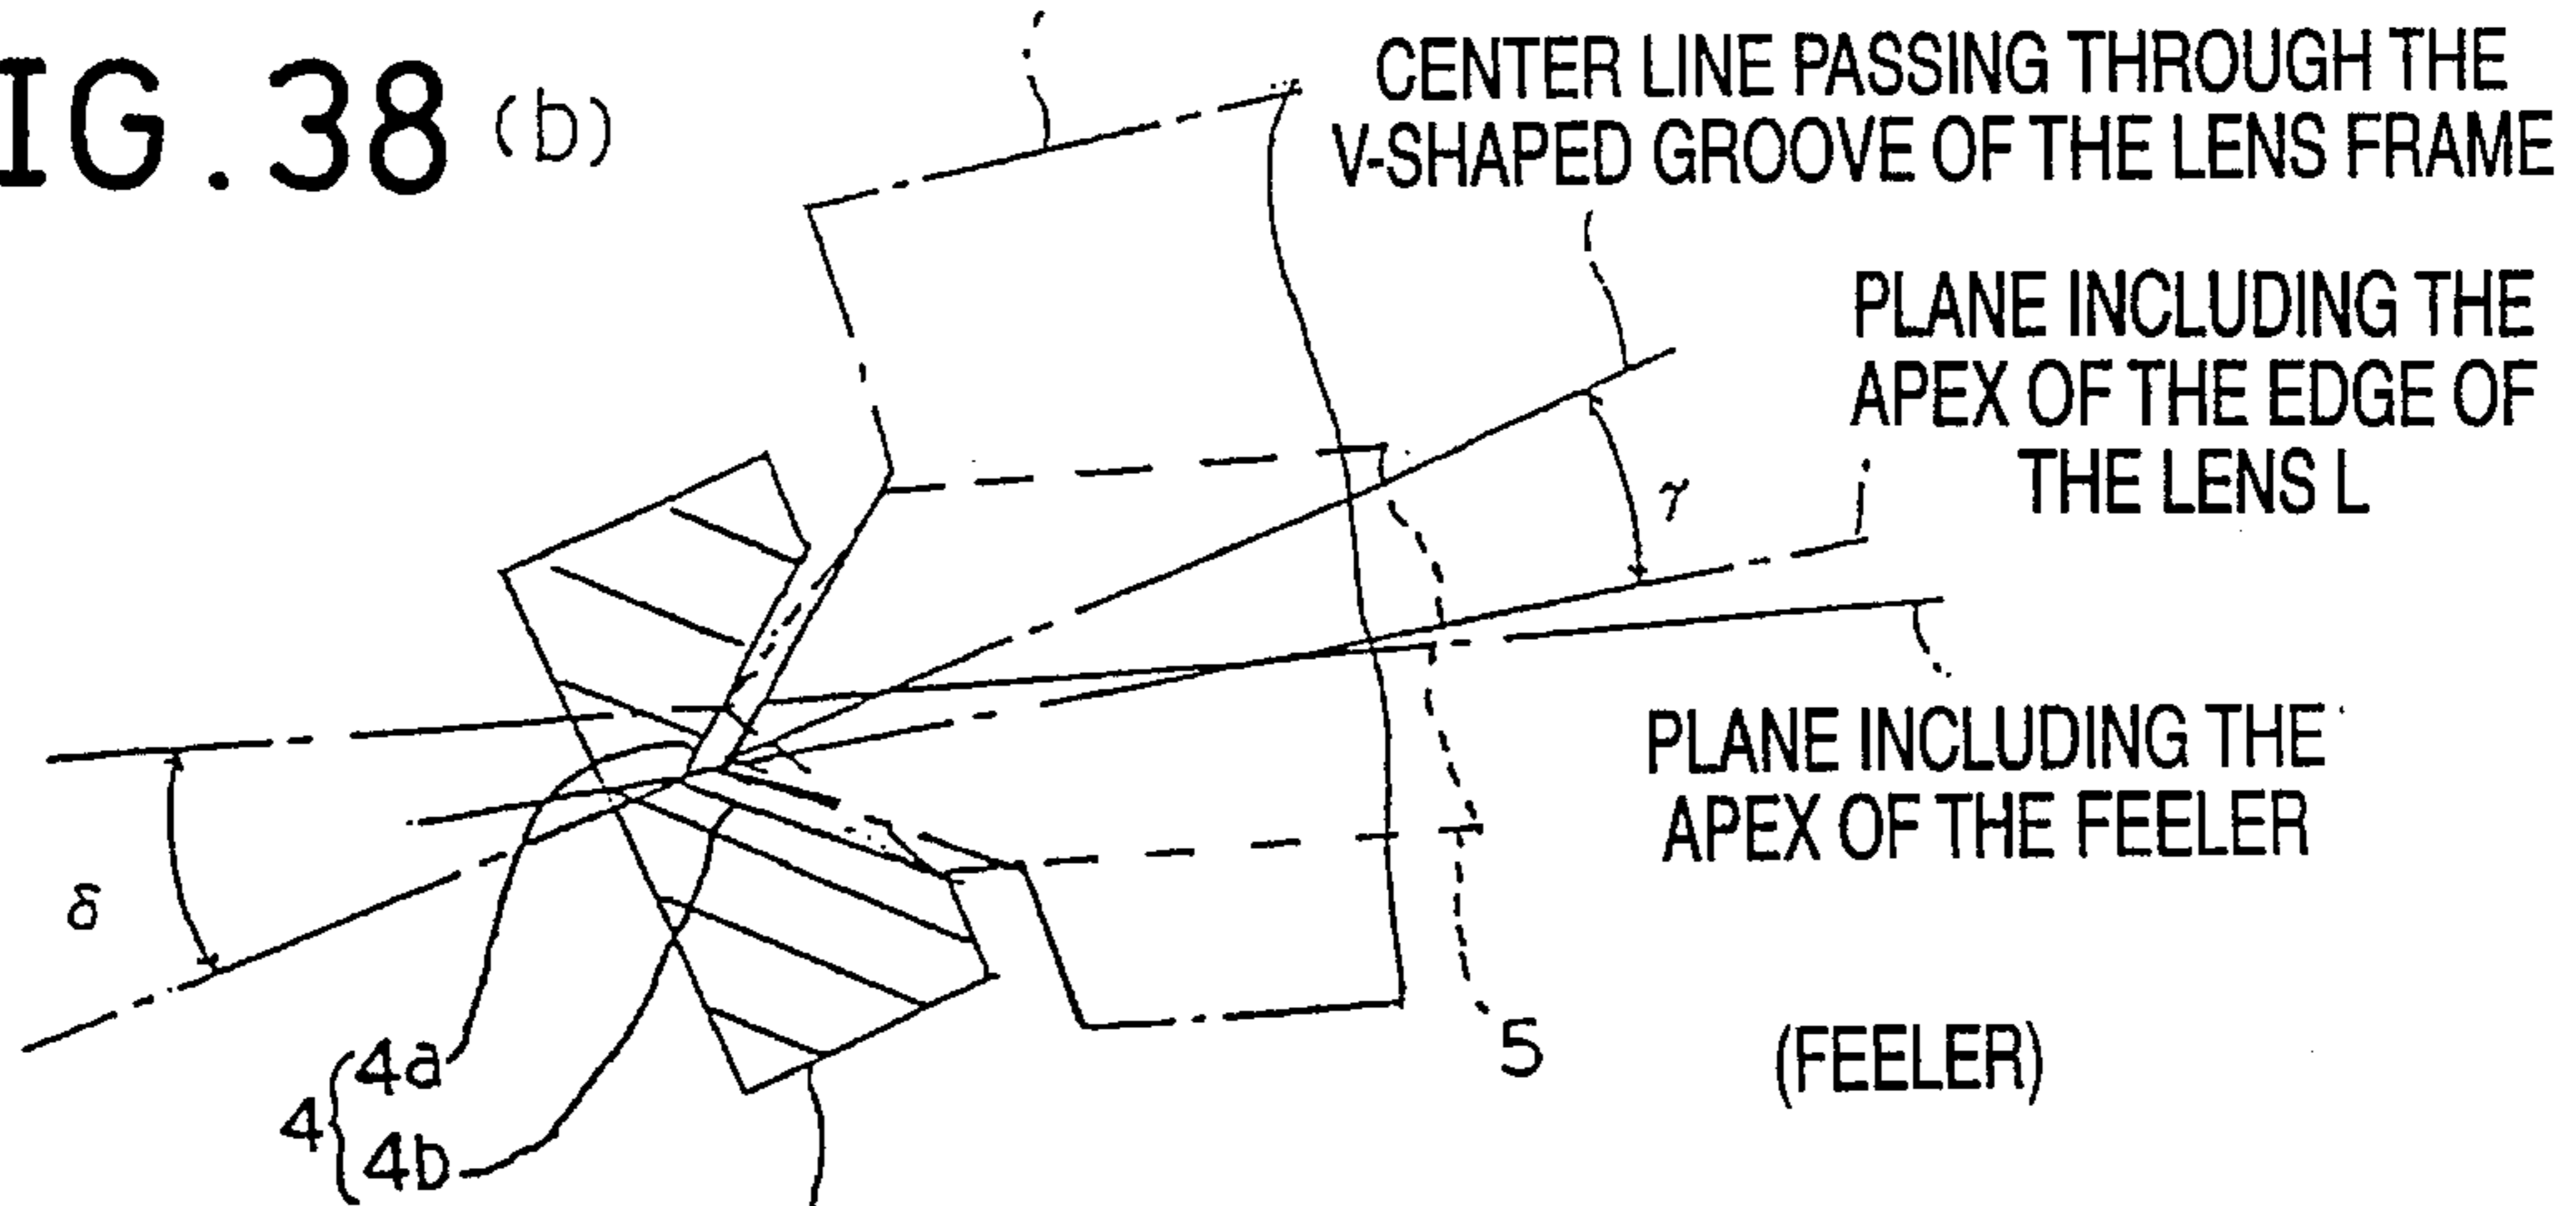 IG.38 (b)
CENTER LINE PASSING THROUGH THE
V-SHAPED GROOVE OF THE LENS FRAME
PLANE INCLUDING THE
APEX OF THE EDGE OF
THE LENS L
γ
PLANE INCLUDING THE
APEX OF THE FEELER
δ
5
(FEELER)
4a
4
4b